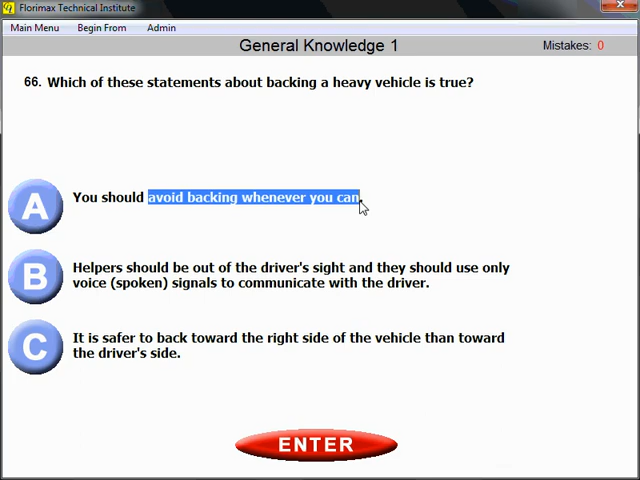 Florimax Technical Institute
Main Menu Begin From Admin
General Knowledge 1 Mistakes: 0
66. Which of these statements about backing a heavy vehicle is true?
A You should avoid backing whenever you can.
B Helpers should be out of the driver's sight and they should use only
voice (spoken) signals to communicate with the driver.
C It is safer to back toward the right side of the vehicle than toward
the driver's side.
ENTER